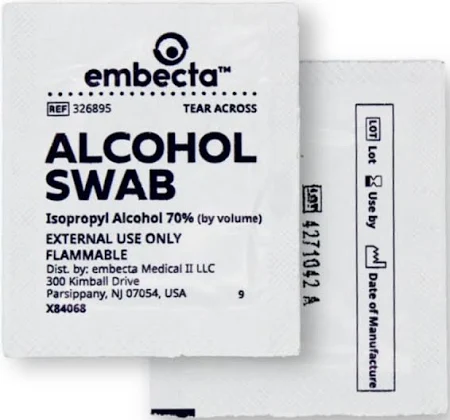 embecta™
REF 326895 TEAR ACROSS
ALCOHOL
SWAB
Isopropyl Alcohol 70% (by volume)
EXTERNAL USE ONLY
FLAMMABLE
Dist. by: embecta Medical II LLC
300 Kimball Drive
Parsippany, NJ 07054, USA 9
X84068
LOT Lot Use by Date of Manufacture
LOT 4271042 A